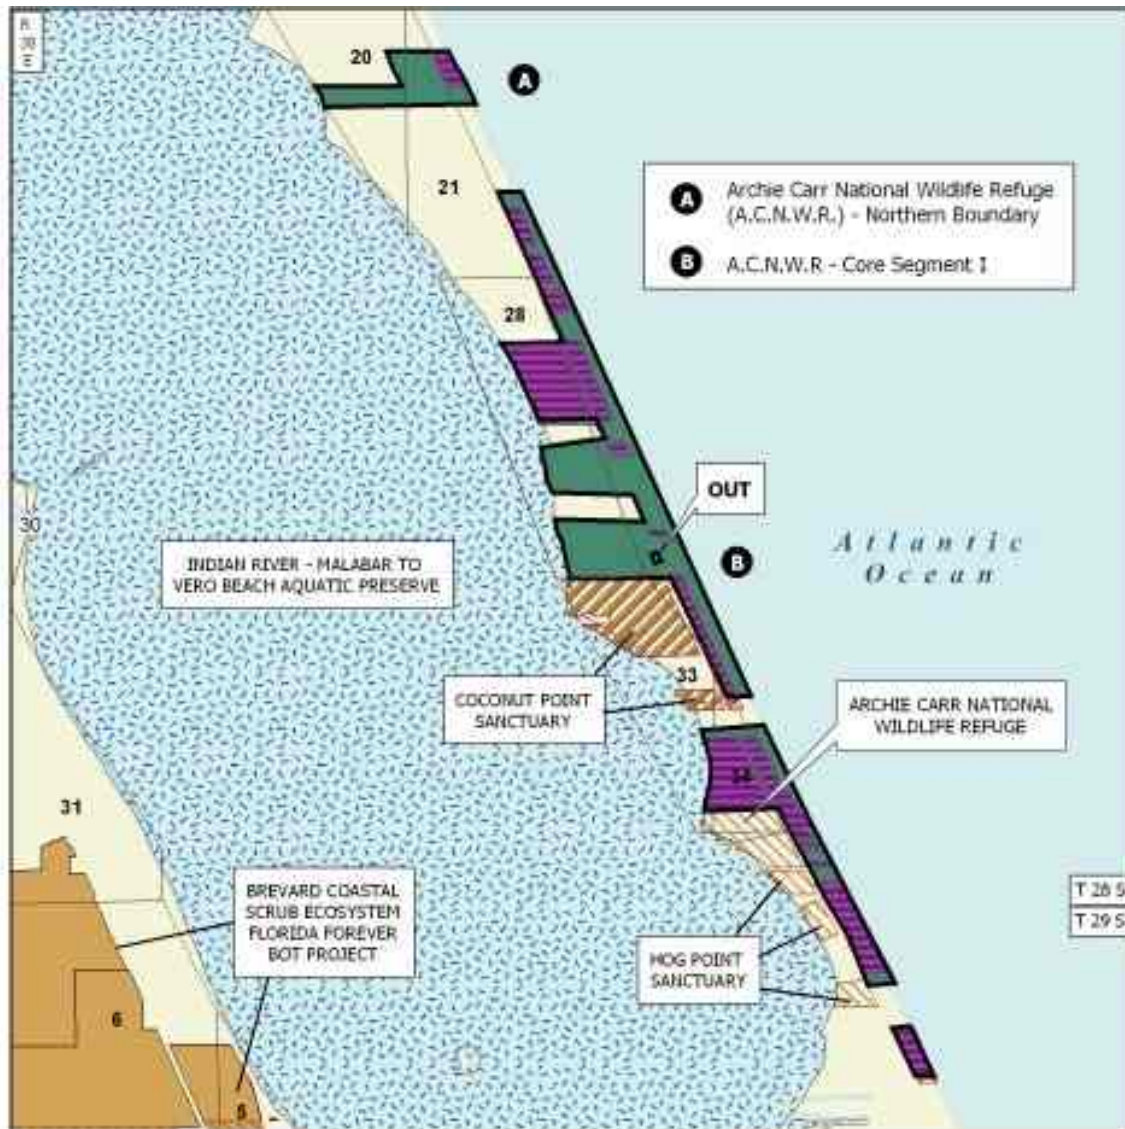 R
38
E
20
A
21
A
Archie Carr National Wildlife Refuge
(A.C.N.W.R.) - Northern Boundary
B
A.C.N.W.R - Core Segment I
28
OUT
30
B
Atlantic
Ocean
INDIAN RIVER - MALABAR TO
VERO BEACH AQUATIC PRESERVE
33
COCONUT POINT
SANCTUARY
ARCHIE CARR NATIONAL
WILDLIFE REFUGE
34
31
BREVARD COASTAL
SCRUB ECOSYSTEM
FLORIDA FOREVER
BOT PROJECT
T 28 S
T 29 S
HOG POINT
SANCTUARY
6
5